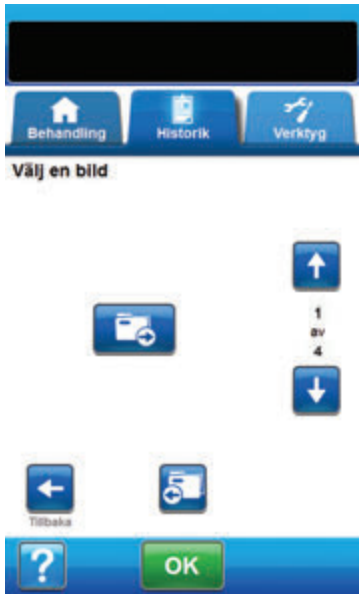 Behandling
Historik
Verktyg
Välj en bild
1
av
4
Tillbaka
?
OK